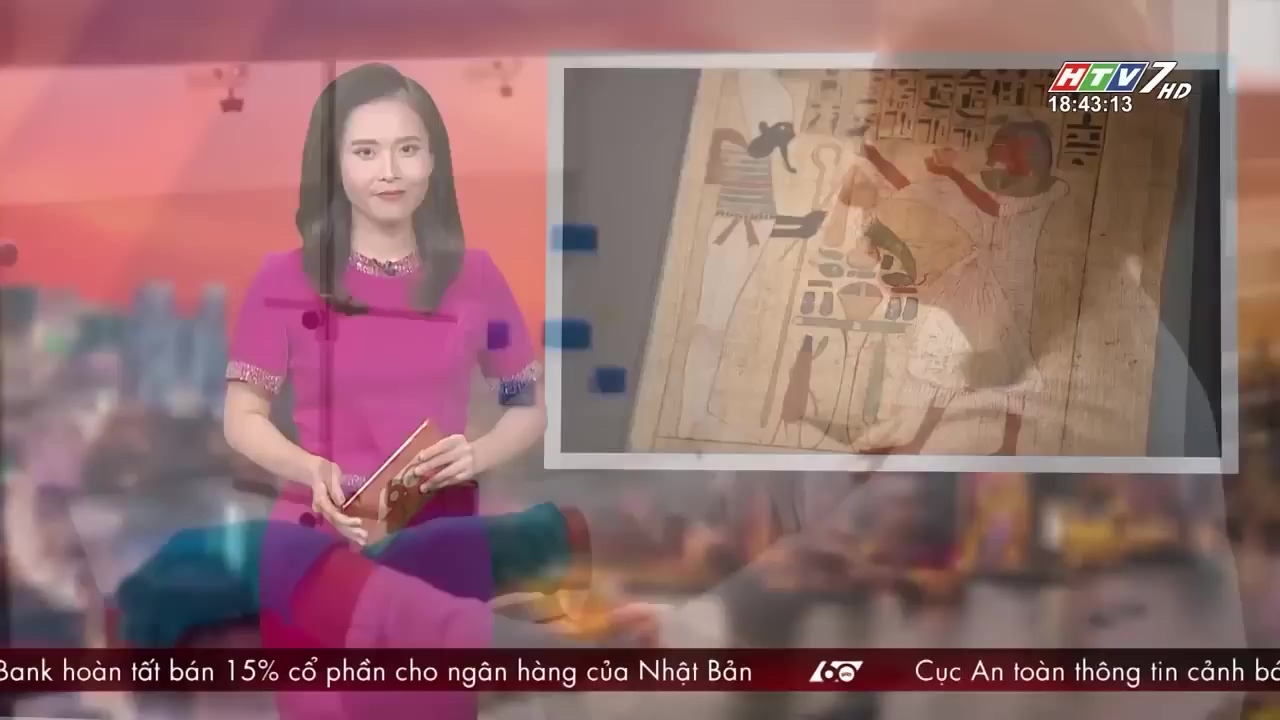 HTV7 HD
18:43:13
Bank hoàn tất bán 15% cổ phần cho ngân hàng của Nhật Bản 60 Cục An toàn thông tin cảnh